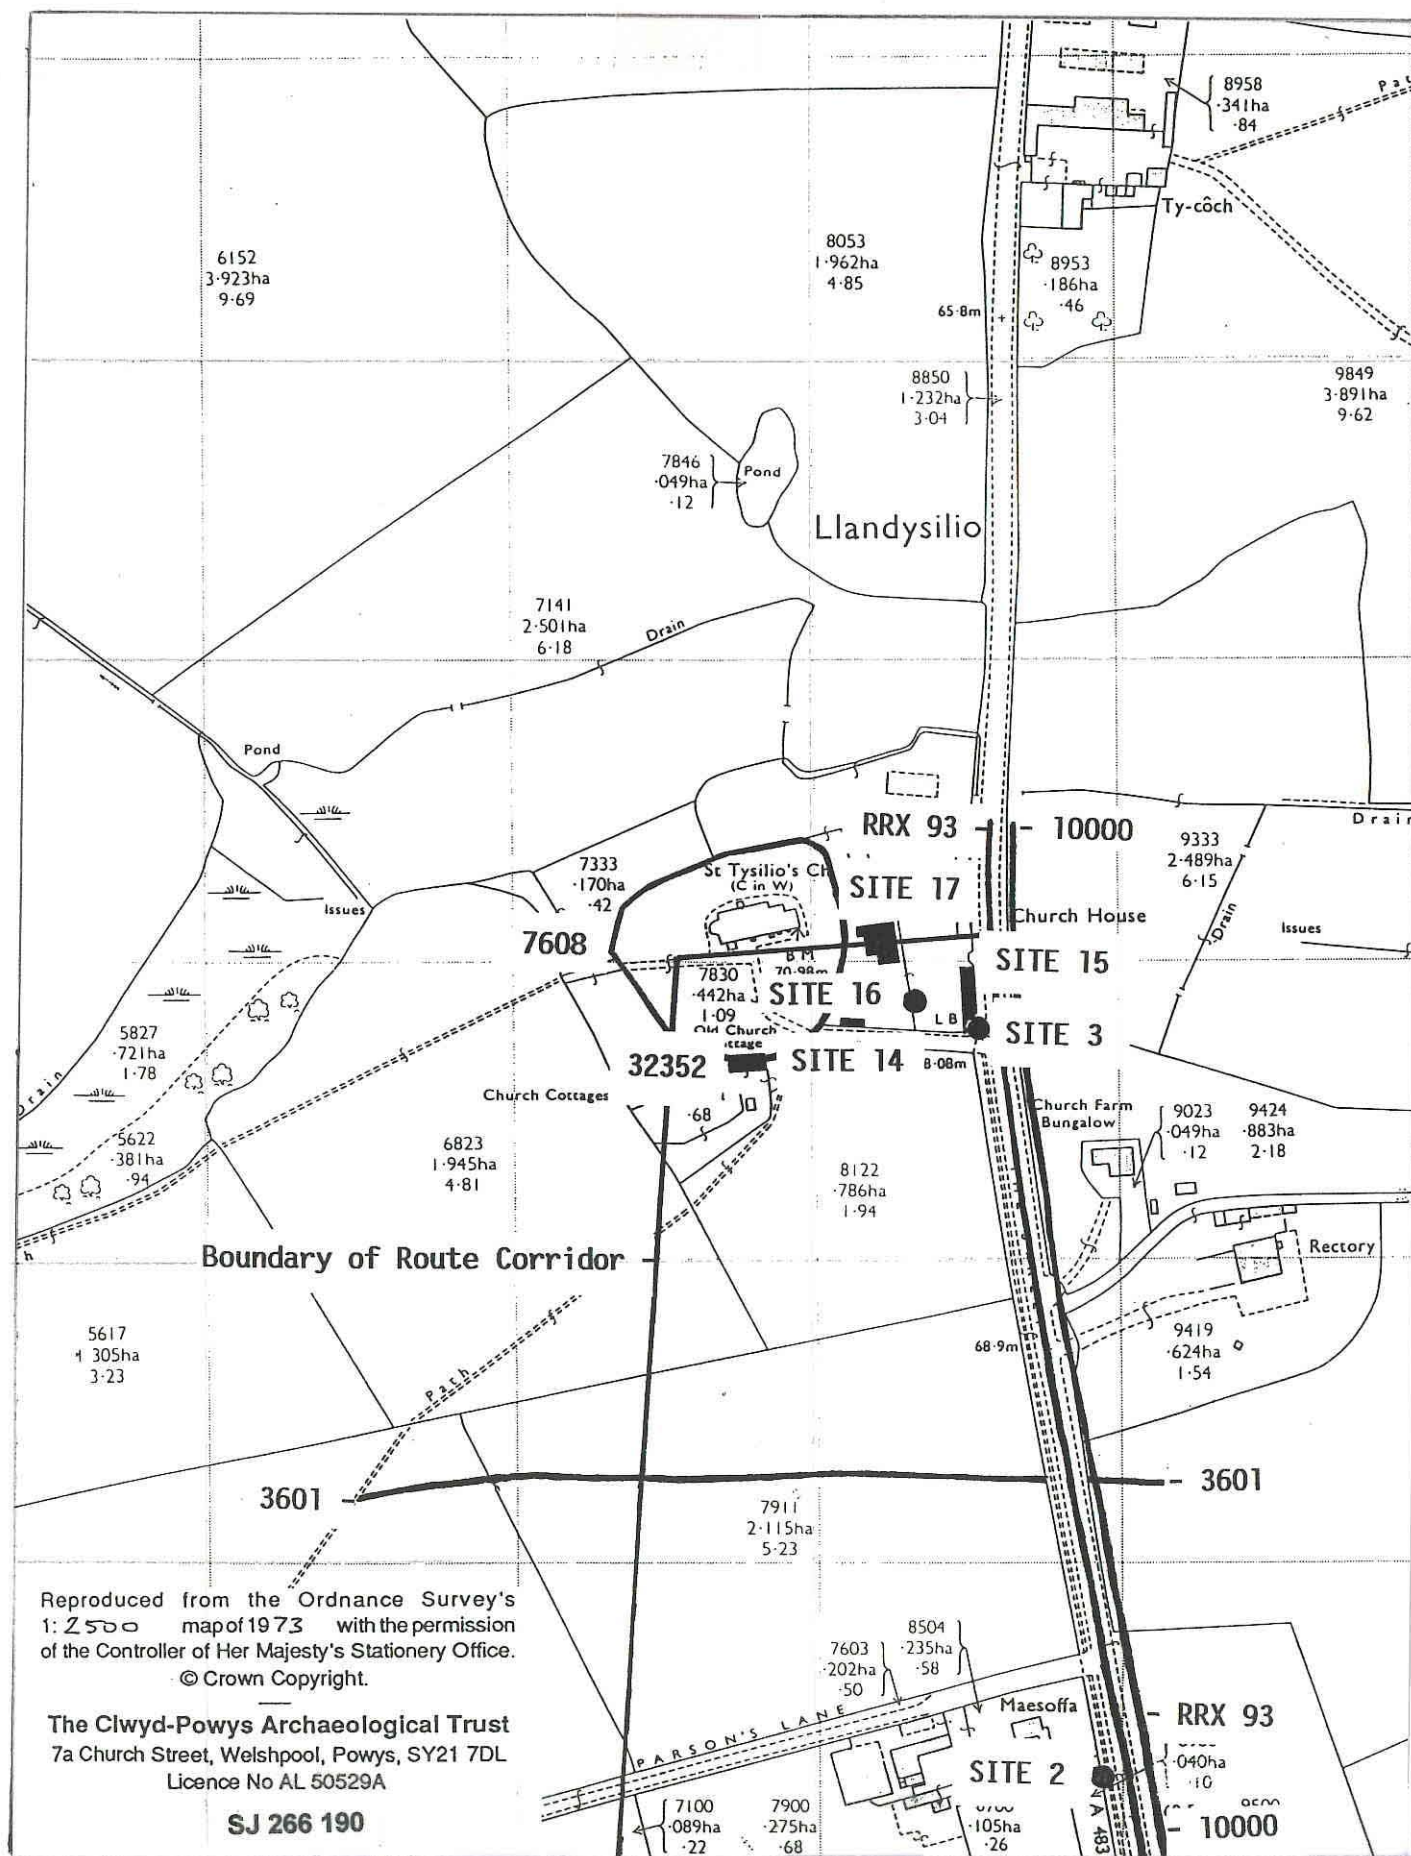 8958
·341ha
·84
Ty-côch
6152
3·923ha
9·69
8053
1·962ha
4·85
8953
·186ha
·46
65·8m
8850
1·232ha
3·04
9849
3·891ha
9·62
7846
·049ha
·12
Pond
Llandysilio
7141
2·501ha
6·18
Drain
Pond
RRX 93 - - 10000
Drain
9333
2·489ha
6·15
7333
·170ha
·42
St Tysilio's Ch
(C in W)
SITE 17
Issues
Church House
Drain
Issues
7608
BM
70·98m
SITE 15
7830
·442ha
1·09
SITE 16
LB
SITE 3
Old Church
ttage
32352
SITE 14
8·08m
5827
·721ha
1·78
Drain
Church Cottages
·68
Church Farm
Bungalow
9023
·049ha
·12
9424
·883ha
2·18
5622
·381ha
·94
6823
1·945ha
4·81
8122
·786ha
1·94
Boundary of Route Corridor
Rectory
h
5617
1 305ha
3·23
68·9m
9419
·624ha
1·54
Path
3601 - - 3601
7911
2·115ha
5·23
Reproduced from the Ordnance Survey's
1: 2500 map of 1973 with the permission
of the Controller of Her Majesty's Stationery Office.
© Crown Copyright.
The Clwyd-Powys Archaeological Trust
7a Church Street, Welshpool, Powys, SY21 7DL
Licence No AL 50529A
SJ 266 190
7603
·202ha
·50
8504
·235ha
·58
PARSON'S LANE
Maesoffa
- RRX 93
SITE 2
·040ha
·10
A 483
7100
·089ha
·22
7900
·275ha
·68
·105ha
·26
- 10000